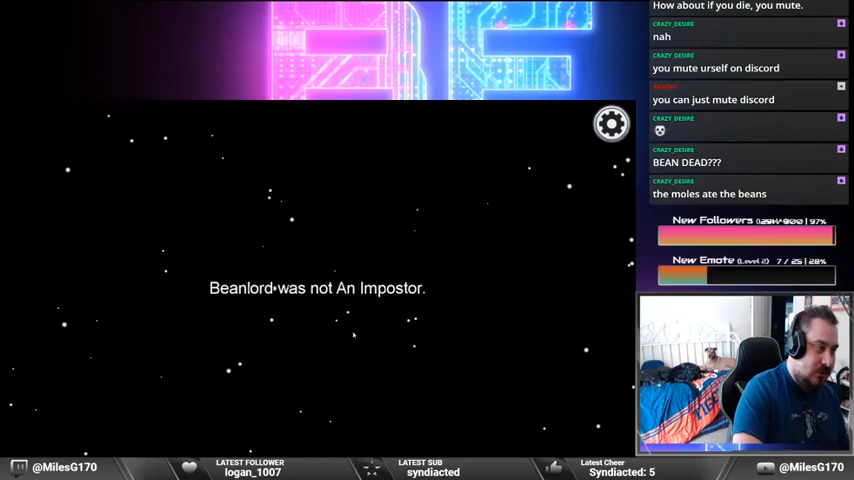 How about if you die, you mute.
CRAZY_DESIRE
nah
CRAZY_DESIRE
you mute urself on discord
you can just mute discord
CRAZY_DESIRE
CRAZY_DESIRE
BEAN DEAD???
CRAZY_DESIRE
the moles ate the beans
New Followers 97%
New Emote (Level 2) 7 / 25 | 28%
Beanlord was not An Impostor.
@MilesG170
LATEST FOLLOWER
logan_1007
LATEST SUB
syndiacted
Latest Cheer
Syndiacted: 5
@MilesG170